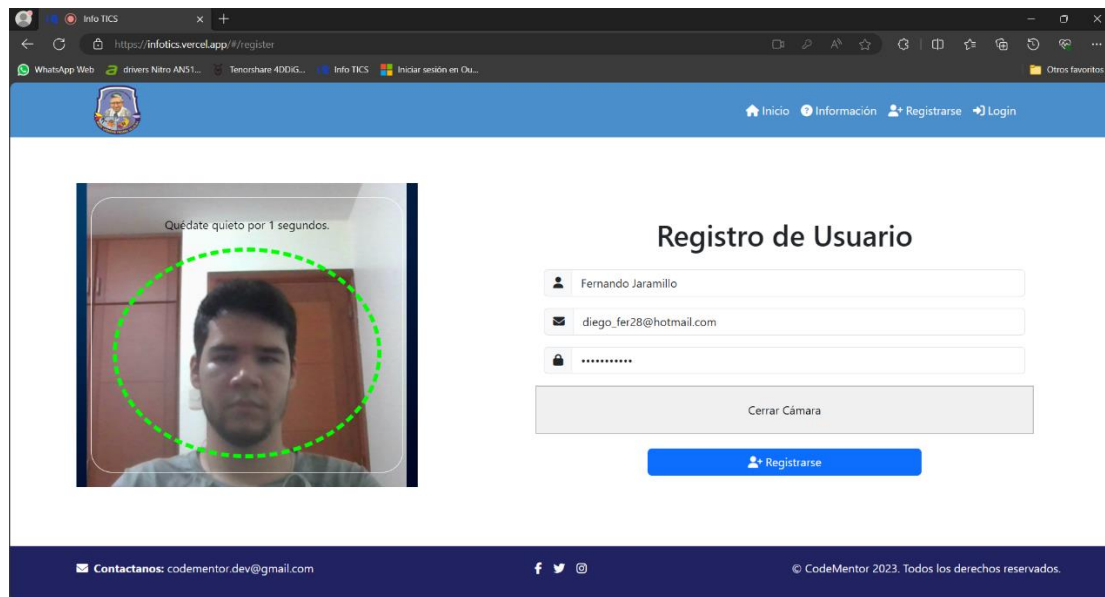 Info TICS
https://infotics.vercel.app/#/register
WhatsApp Web drivers Nitro AN51... Tenorshare 4DDiG... Info TICS Iniciar sesión en Ou... Otros favoritos
Inicio Información Registrarse Login
Quédate quieto por 1 segundos.
Registro de Usuario
Fernando Jaramillo
diego_fer28@hotmail.com
•••••••••••
Cerrar Cámara
Registrarse
Contactanos: codementor.dev@gmail.com © CodeMentor 2023. Todos los derechos reservados.